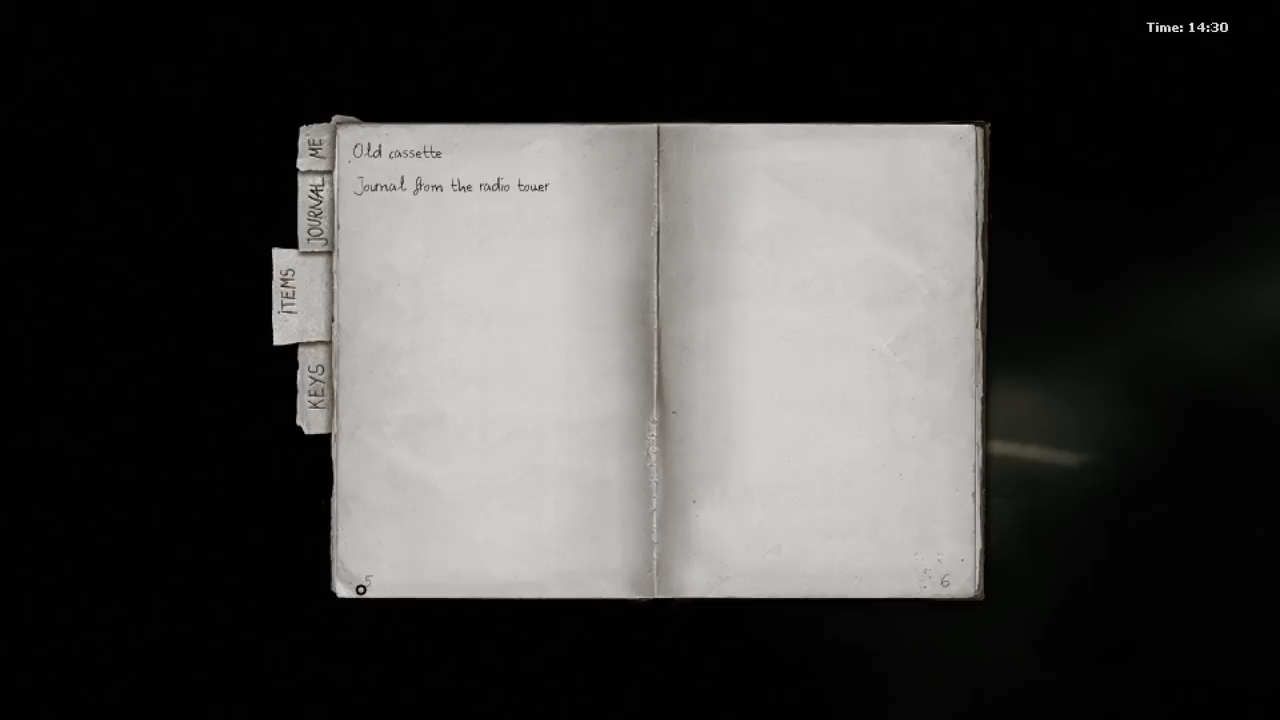 Time: 14:30
ME
JOURNAL
ITEMS
KEYS
Old cassette
Journal from the radio tower
5
6